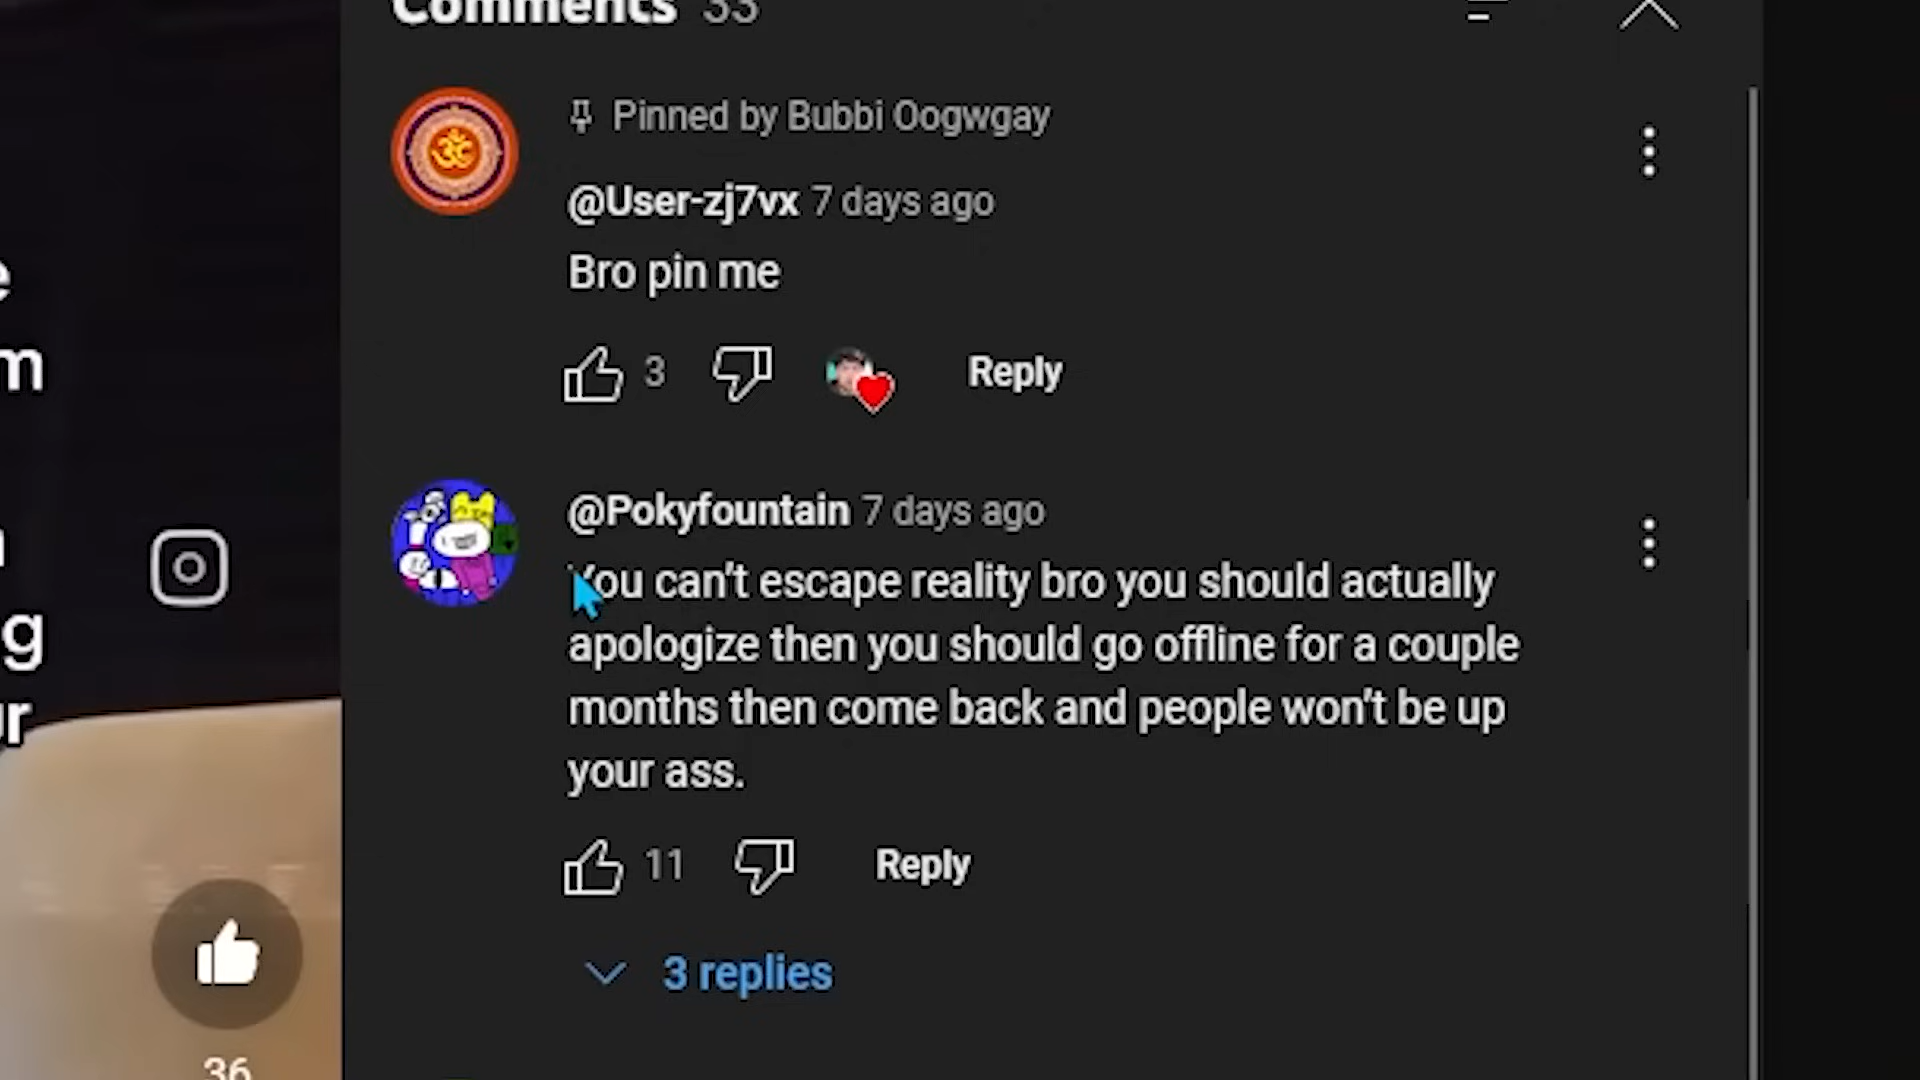 Comments 33
Pinned by Bubbi Oogwgay
@User-zj7vx 7 days ago
Bro pin me
3 Reply
@Pokyfountain 7 days ago
You can't escape reality bro you should actually
apologize then you should go offline for a couple
months then come back and people won't be up
your ass.
11 Reply
3 replies
e
m
g
ur
36